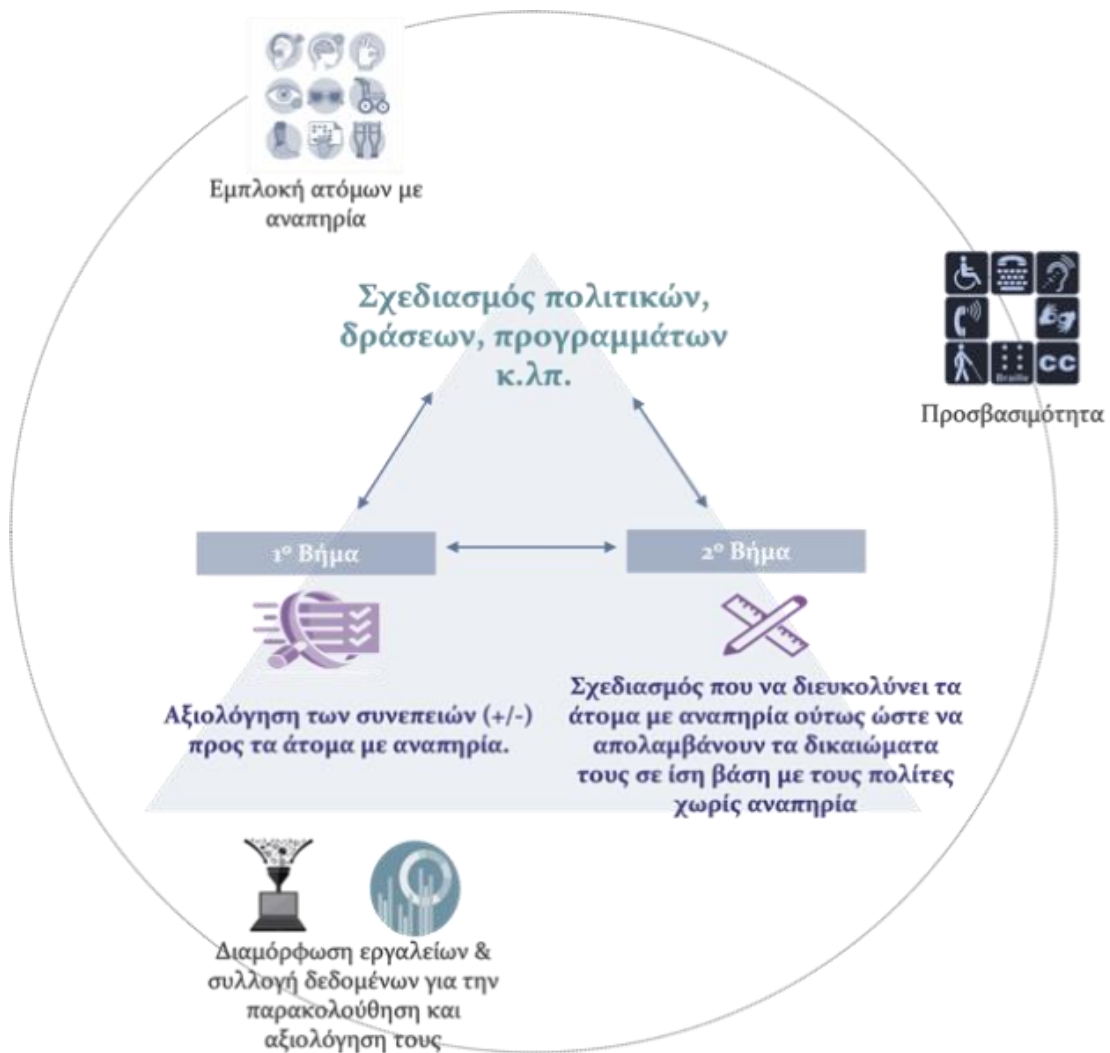 Εμπλοκή ατόμων με
αναπηρία
Σχεδιασμός πολιτικών,
δράσεων, προγραμμάτων
κ.λπ.
Braille
CC
Προσβασιμότητα
1ο Βήμα
2ο Βήμα
Αξιολόγηση των συνεπειών (+/-)
προς τα άτομα με αναπηρία.
Σχεδιασμός που να διευκολύνει τα
άτομα με αναπηρία ούτως ώστε να
απολαμβάνουν τα δικαιώματα
τους σε ίση βάση με τους πολίτες
χωρίς αναπηρία
Διαμόρφωση εργαλείων &
συλλογή δεδομένων για την
παρακολούθηση και
αξιολόγηση τους